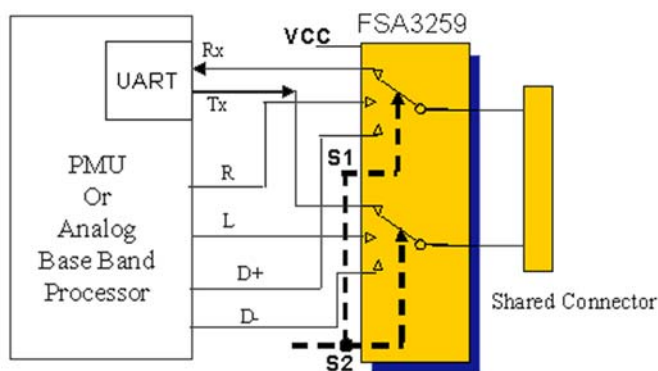 FSA3259
VCC
Rx
UART
Tx
PMU
Or
Analog
Base Band
Processor
R
L
D+
D-
S1
S2
Shared Connector